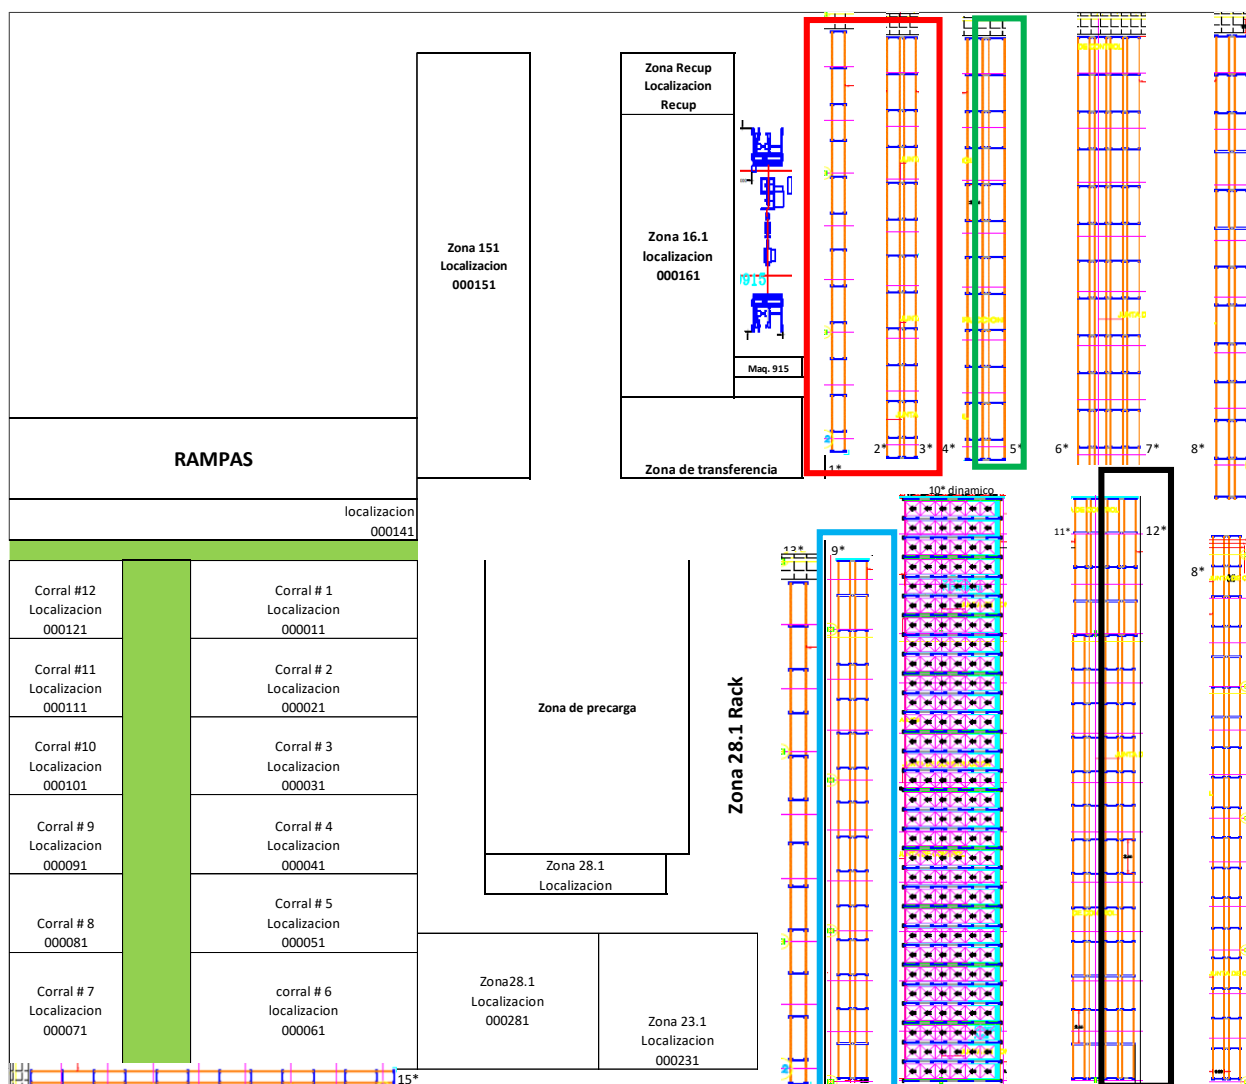 Zona Recup
Localizacion
Recup
Zona 151
Localizacion
000151
Zona 16.1
localizacion
000161
915
Maq. 915
Zona de transferencia
1*
2*
3*
4*
5*
6*
7*
8*
RAMPAS
localizacion
000141
10* dinamico
11*
12*
13*
9*
8*
Corral #12
Localizacion
000121
Corral # 1
Localizacion
000011
Corral #11
Localizacion
000111
Corral # 2
Localizacion
000021
Corral #10
Localizacion
000101
Corral # 3
Localizacion
000031
Corral # 9
Localizacion
000091
Corral # 4
Localizacion
000041
Corral # 8
000081
Corral # 5
Localizacion
000051
Corral # 7
Localizacion
000071
corral # 6
localizacion
000061
Zona de precarga
Zona 28.1
Localizacion
Zona 28.1 Rack
Zona28.1
Localizacion
000281
Zona 23.1
Localizacion
000231
15*